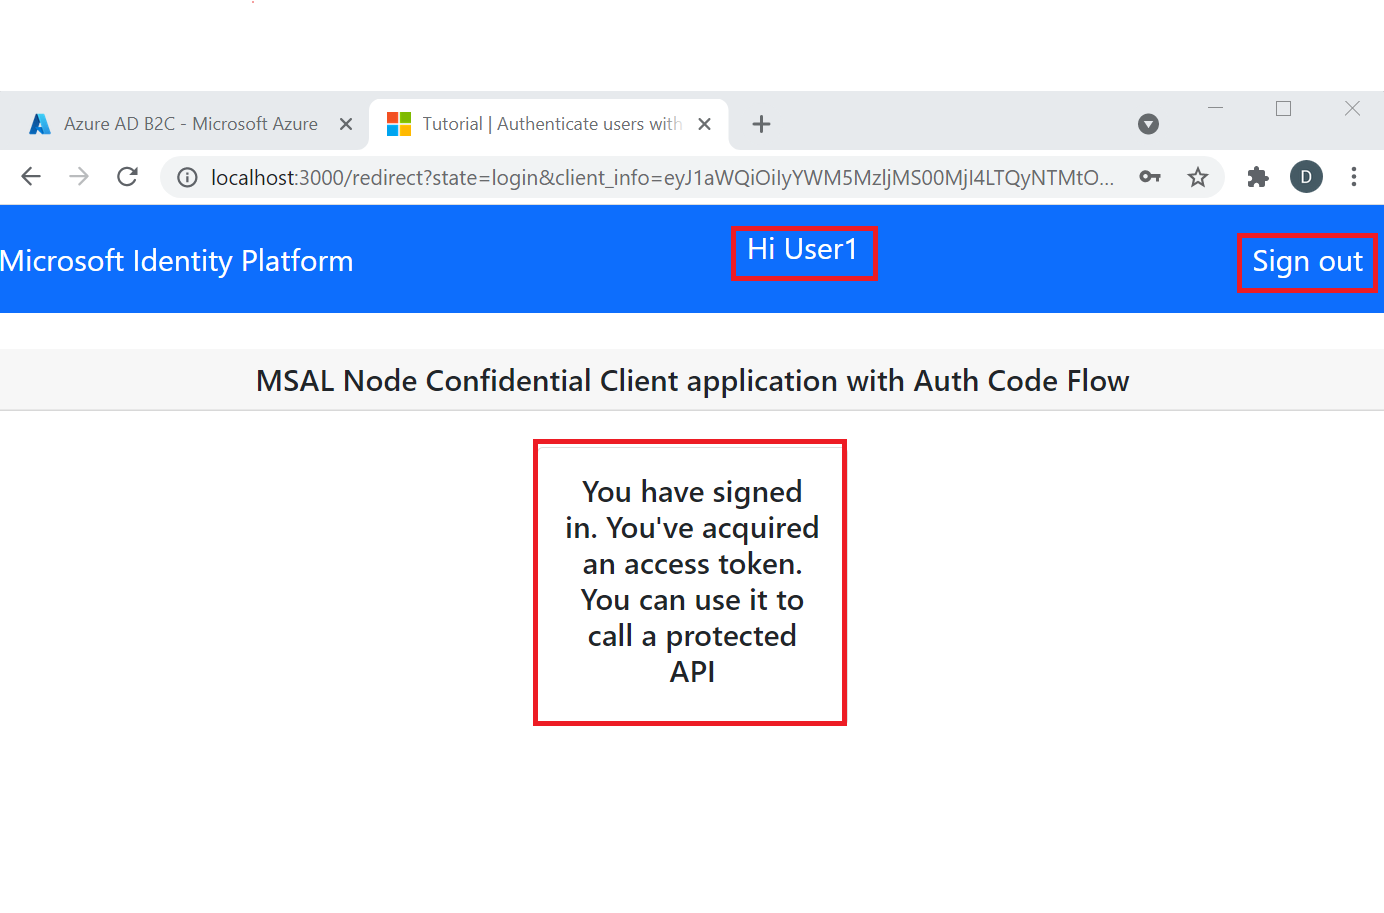 Azure AD B2C - Microsoft Azure
Tutorial | Authenticate users with
localhost:3000/redirect?state=login&client_info=eyJ1aWQiOiIyYWM5MzljMS00MjI4LTQyNTMtO...
D
Microsoft Identity Platform
Hi User1
Sign out
MSAL Node Confidential Client application with Auth Code Flow
You have signed
in. You've acquired
an access token.
You can use it to
call a protected
API